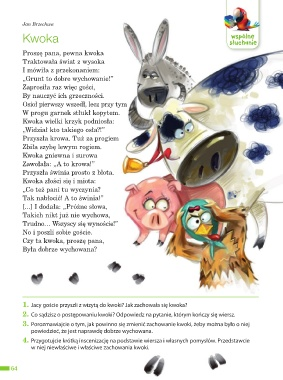 Jan Brzechwa
wspólne
słuchanie
Kwoka
Proszę pana, pewna kwoka
Traktowała świat z wysoka
I mówiła z przekonaniem:
„Grunt to dobre wychowanie!”
Zaprosiła raz więc gości,
By nauczyć ich grzeczności.
Osioł pierwszy wszedł, lecz przy tym
W progu garnek stłukł kopytem.
Kwoka wielki krzyk podniosła:
„Widział kto takiego osła?!”
Przyszła krowa. Tuż za progiem
Zbiła szybę lewym rogiem.
Kwoka gniewna i surowa
Zawołała: „A to krowa!”
Przyszła świnia prosto z błota.
Kwoka złości się i miota:
„Co też pani tu wyczynia?
Tak nabłocić! A to świnia!”
[...] I dodała: „Próżne słowa,
Takich nikt już nie wychowa,
Trudno... Wszyscy się wynoście!”
No i poszli sobie goście.
Czy ta kwoka, proszę pana,
Była dobrze wychowana?
1. Jacy goście przyszli z wizytą do kwoki? Jak zachowała się kwoka?
2. Co sądzisz o postępowaniu kwoki? Odpowiedz na pytanie, którym kończy się wiersz.
3. Porozmawiajcie o tym, jak powinno się zmienić zachowanie kwoki, żeby można było o niej
powiedzieć, że jest naprawdę dobrze wychowana.
4. Przygotujcie krótką inscenizację na podstawie wiersza i własnych pomysłów. Przedstawcie
w niej niewłaściwe i właściwe zachowania kwoki.
64